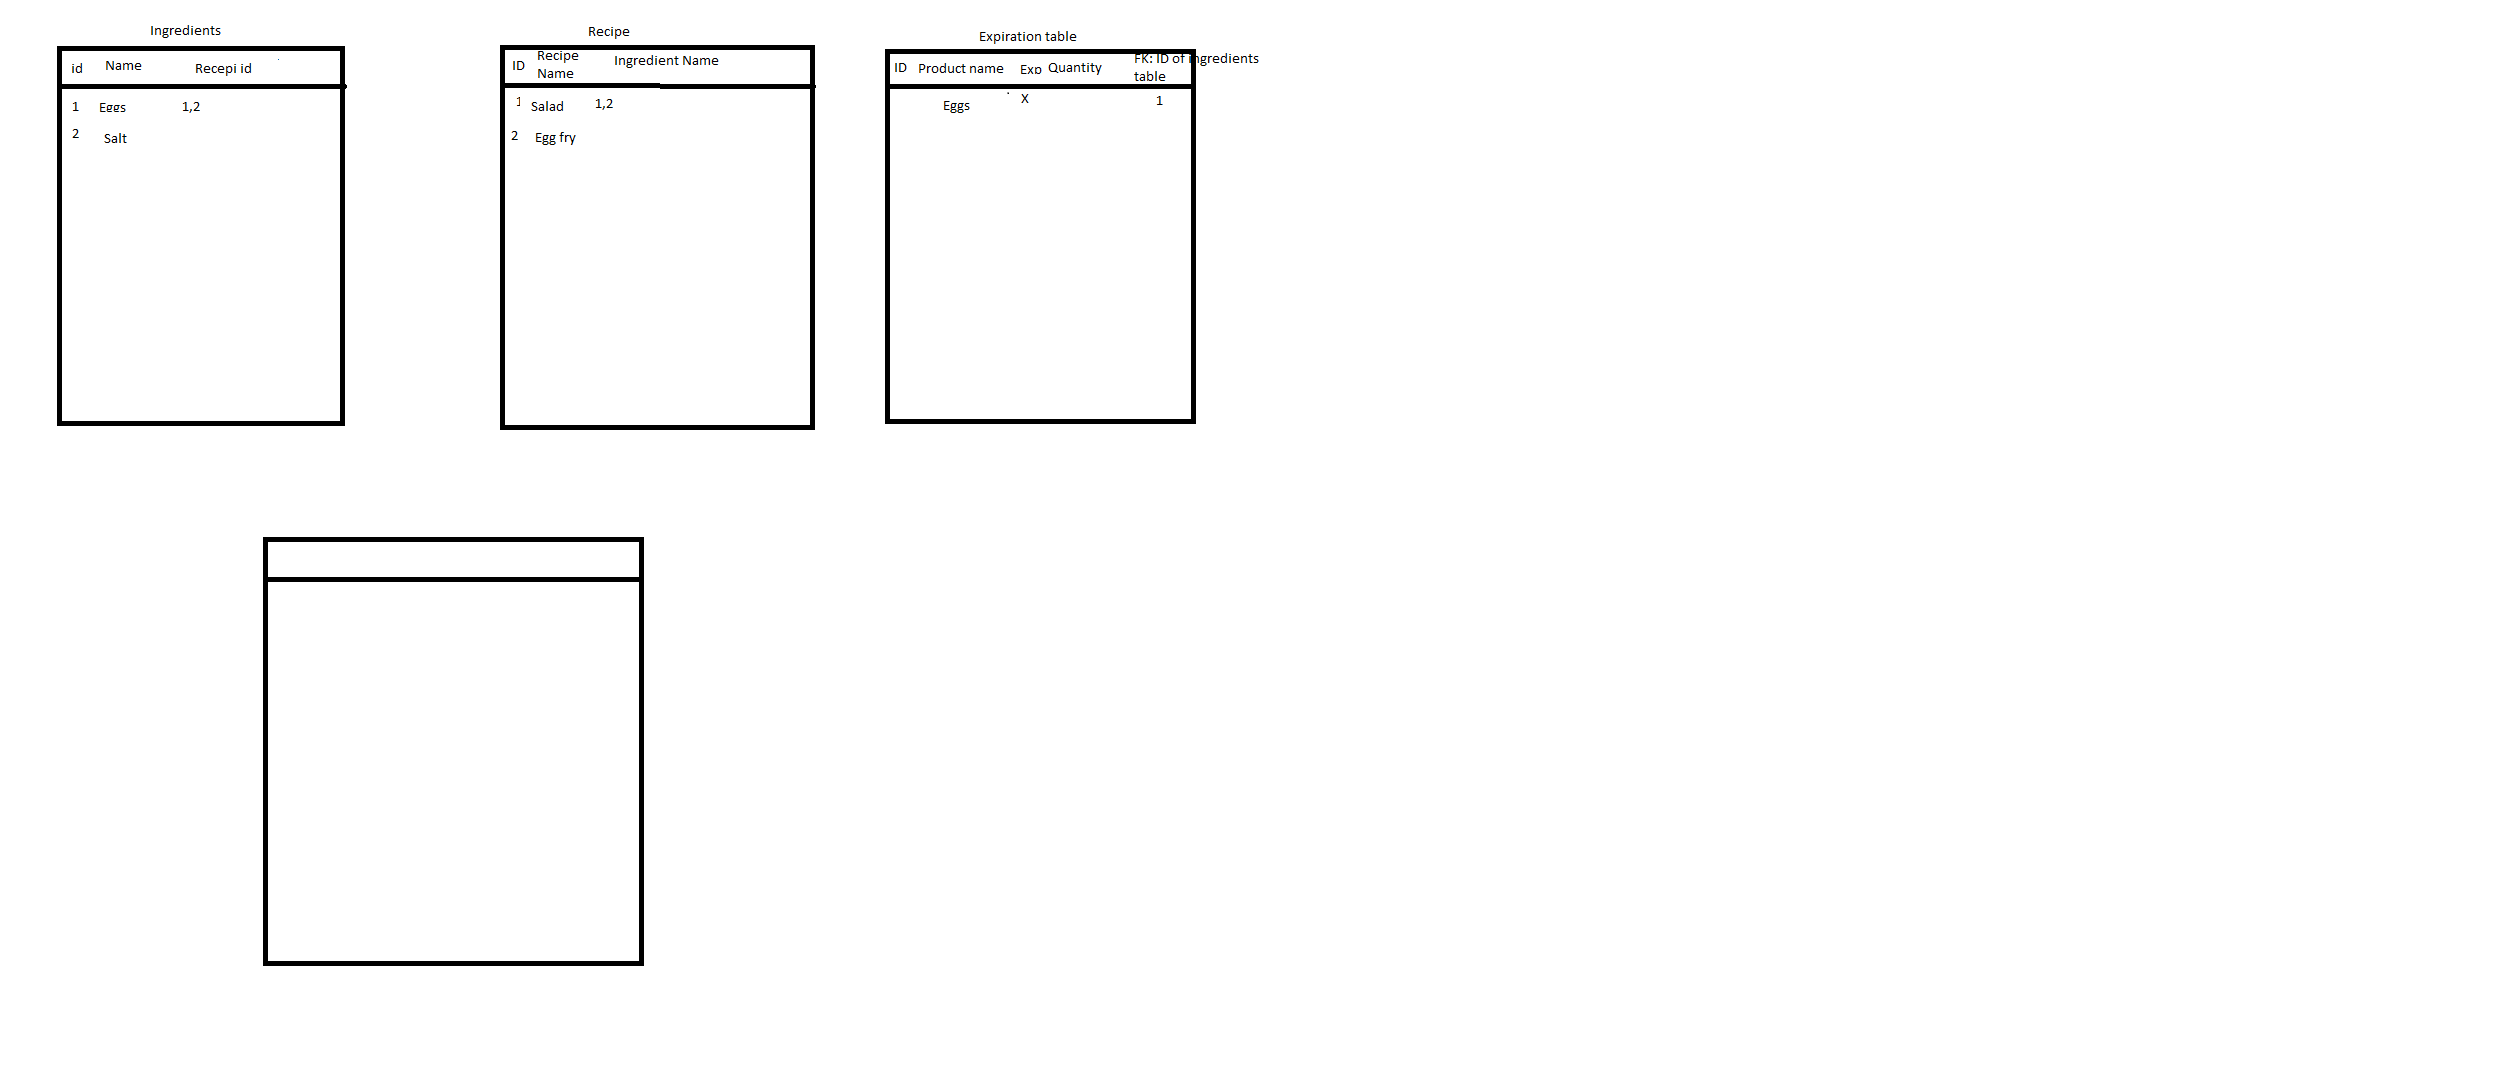 Ingredients
id Name Recepi id
1 Eggs 1,2
2 Salt
Recipe
ID Recipe Name Ingredient Name
1 Salad 1,2
2 Egg fry
Expiration table
ID Product name Exp Quantity FK: ID of ingredients table
Eggs X 1